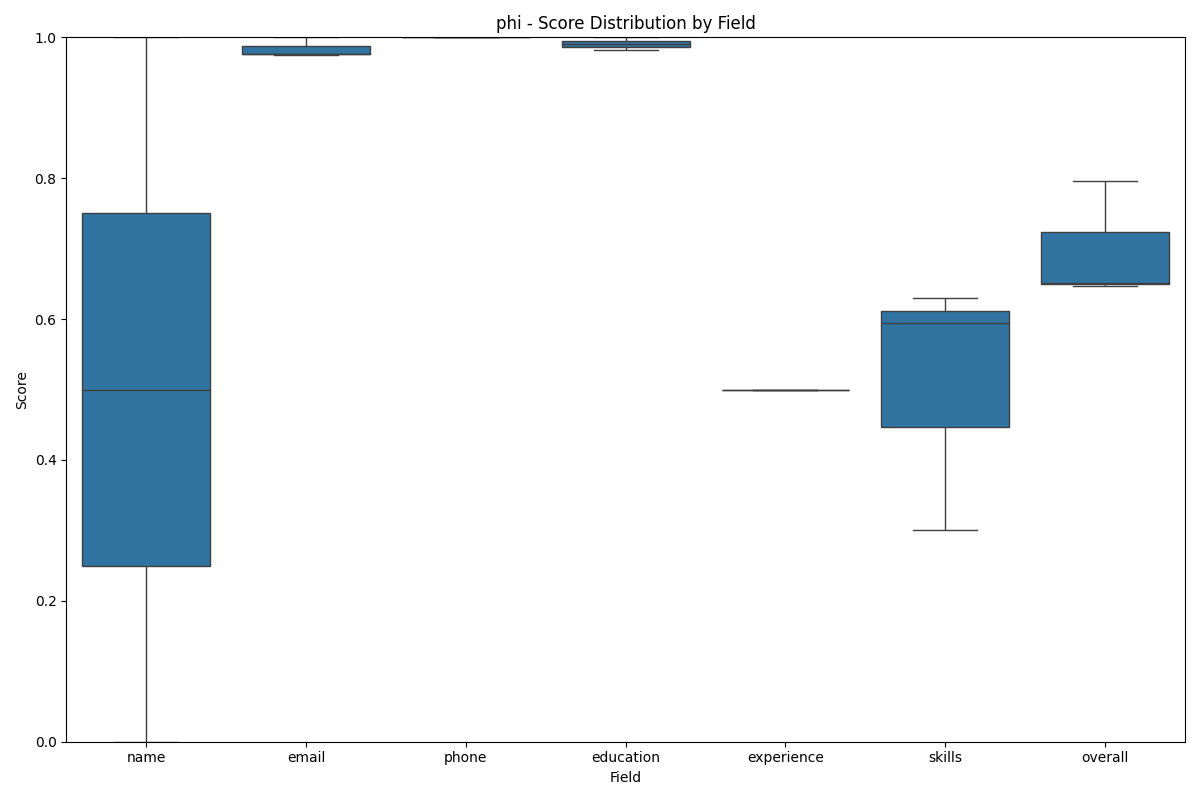 phi - Score Distribution by Field
1.0
0.8
0.6
0.4
0.2
0.0
Score
name email phone education experience skills overall
Field